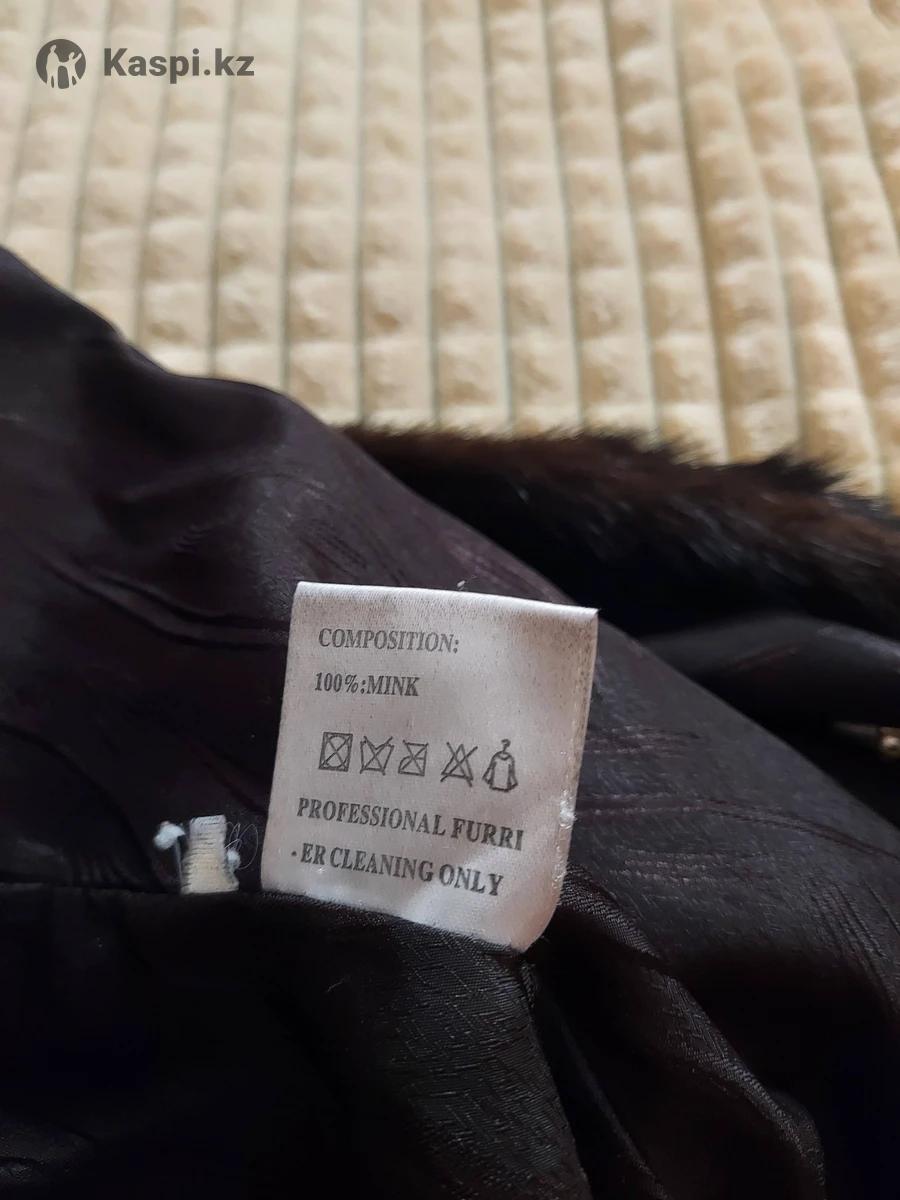 Kaspi.kz
COMPOSITION:
100%:MINK
PROFESSIONAL FURRI
·ER CLEANING ONLY